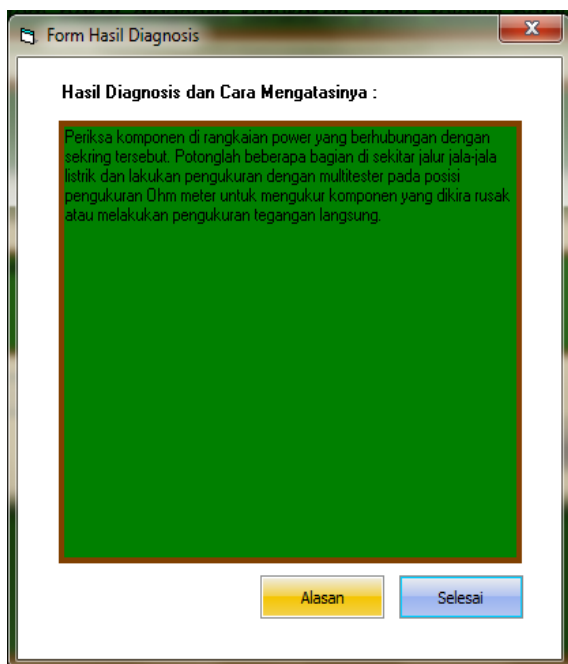 Form Hasil Diagnosis
Hasil Diagnosis dan Cara Mengatasinya :
Periksa komponen di rangkaian power yang berhubungan dengan
sekring tersebut. Potonglah beberapa bagian di sekitar jalur jala-jala
listrik dan lakukan pengukuran dengan multitester pada posisi
pengukuran Ohm meter untuk mengukur komponen yang dikira rusak
atau melakukan pengukuran tegangan langsung.
Alasan
Selesai